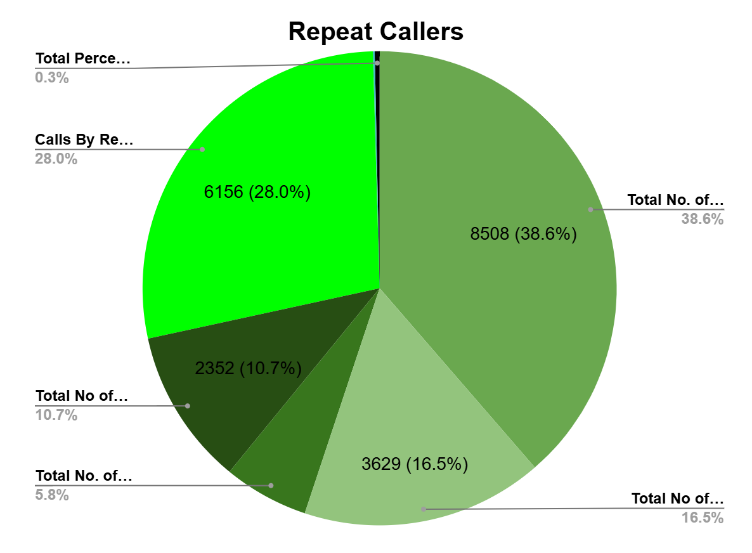 Repeat Callers
Total Perce…
0.3%
Calls By Re…
28.0%
6156 (28.0%)
Total No. of…
38.6%
8508 (38.6%)
2352 (10.7%)
Total No of…
10.7%
3629 (16.5%)
Total No. of…
5.8%
Total No of…
16.5%